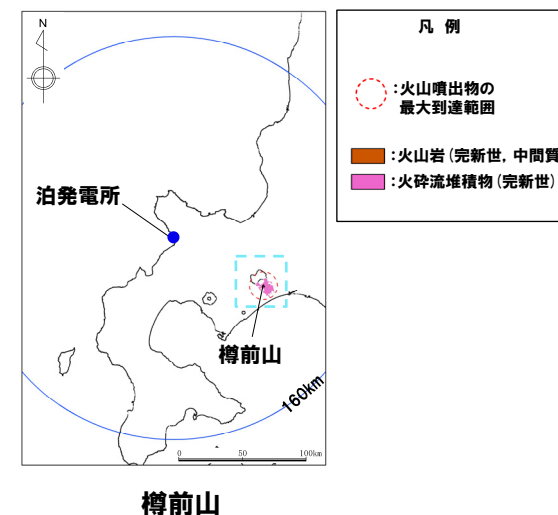 N
泊発電所
樽前山
160km
0 50 100km
樽前山
凡 例
:火山噴出物の
最大到達範囲
:火山岩(完新世, 中間質
:火砕流堆積物(完新世)